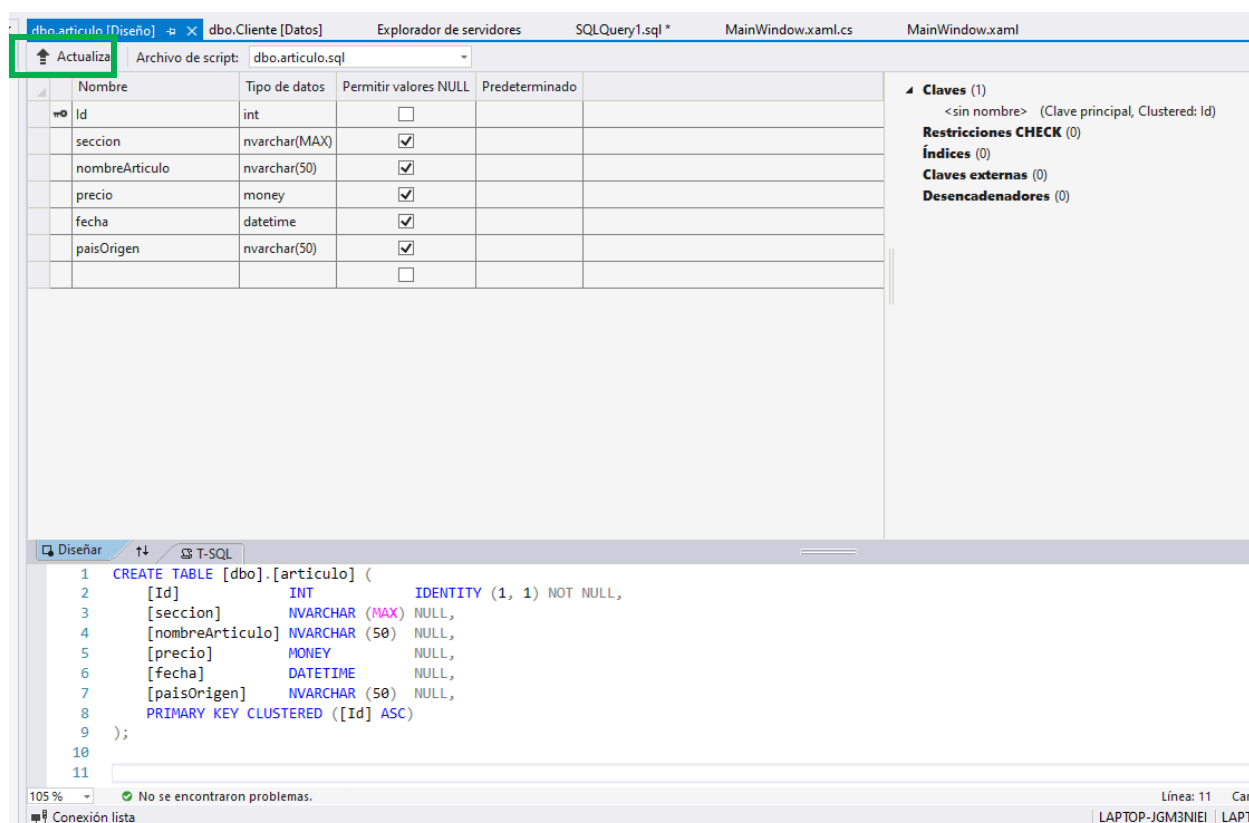 dbo.articulo [Diseño] dbo.Cliente [Datos] Explorador de servidores SQLQuery1.sql * MainWindow.xaml.cs MainWindow.xaml
Actualiza Archivo de script: dbo.articulo.sql
Nombre Tipo de datos Permitir valores NULL Predeterminado
Id int
seccion nvarchar(MAX)
nombreArticulo nvarchar(50)
precio money
fecha datetime
paisOrigen nvarchar(50)
Claves (1)
<sin nombre> (Clave principal, Clustered: Id)
Restricciones CHECK (0)
Índices (0)
Claves externas (0)
Desencadenadores (0)
Diseñar T-SQL
1 CREATE TABLE [dbo].[articulo] (
2 [Id] INT IDENTITY (1, 1) NOT NULL,
3 [seccion] NVARCHAR (MAX) NULL,
4 [nombreArticulo] NVARCHAR (50) NULL,
5 [precio] MONEY NULL,
6 [fecha] DATETIME NULL,
7 [paisOrigen] NVARCHAR (50) NULL,
8 PRIMARY KEY CLUSTERED ([Id] ASC)
9 );
10
11
105 % No se encontraron problemas. Línea: 11 Car
Conexión lista LAPTOP-JGM3NIEI LAPT